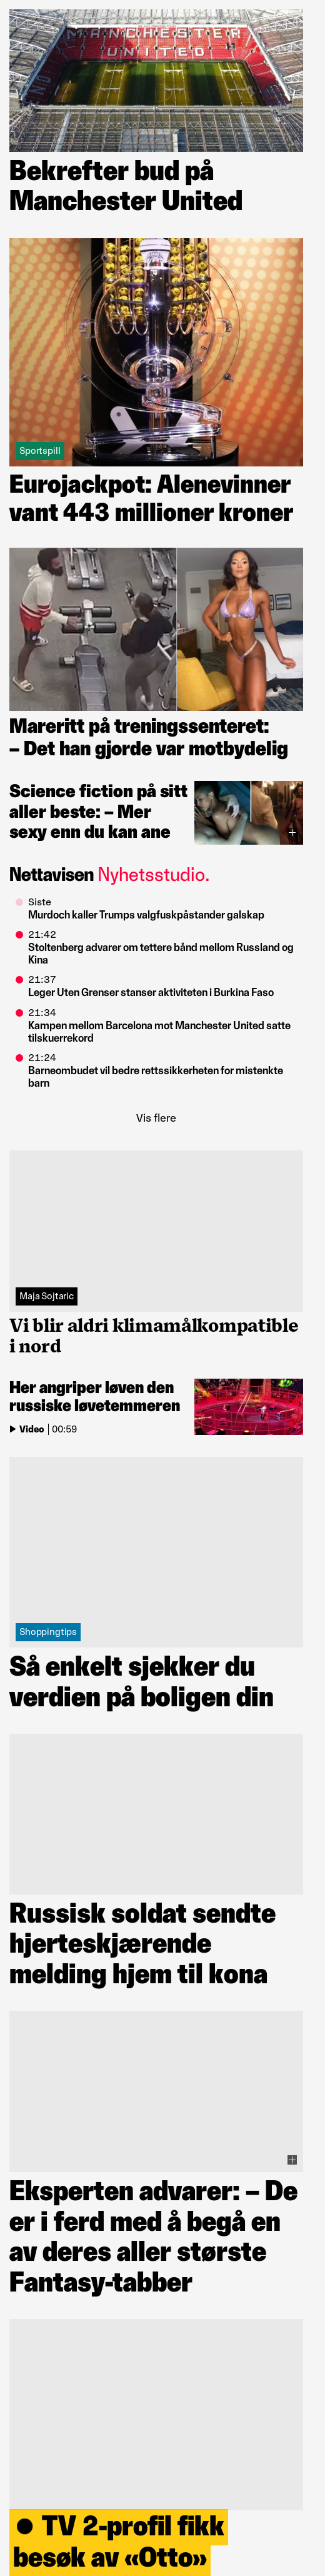 MANCHESTER
UNITED
Bekrefter bud på
Manchester United
Sportspill
Eurojackpot: Alenevinner
vant 443 millioner kroner
Mareritt på treningssenteret:
– Det han gjorde var motbydelig
Science fiction på sitt
aller beste: – Mer
sexy enn du kan ane
Nettavisen Nyhetsstudio.
Siste
Murdoch kaller Trumps valgfuskpåstander galskap
21:42
Stoltenberg advarer om tettere bånd mellom Russland og
Kina
21:37
Leger Uten Grenser stanser aktiviteten i Burkina Faso
21:34
Kampen mellom Barcelona mot Manchester United satte
tilskuerrekord
21:24
Barneombudet vil bedre rettssikkerheten for mistenkte
barn
Vis flere
Maja Sojtaric
Vi blir aldri klimamålkompatible
i nord
Her angriper løven den
russiske løvetemmeren
Video | 00:59
Shoppingtips
Så enkelt sjekker du
verdien på boligen din
Russisk soldat sendte
hjerteskjærende
melding hjem til kona
Eksperten advarer: – De
er i ferd med å begå en
av deres aller største
Fantasy-tabber
● TV 2-profil fikk
besøk av «Otto»